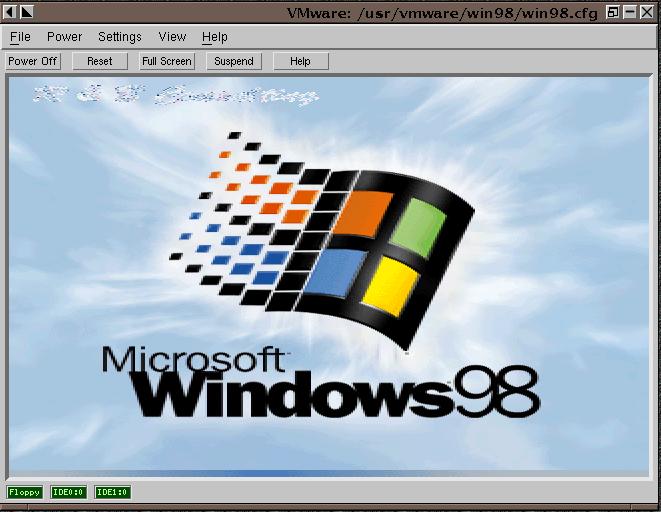 VMware: /usr/vmware/win98/win98.cfg
File Power Settings View Help
Power Off Reset Full Screen Suspend Help
Microsoft
Windows98
Floppy IDE0:0 IDE1:0